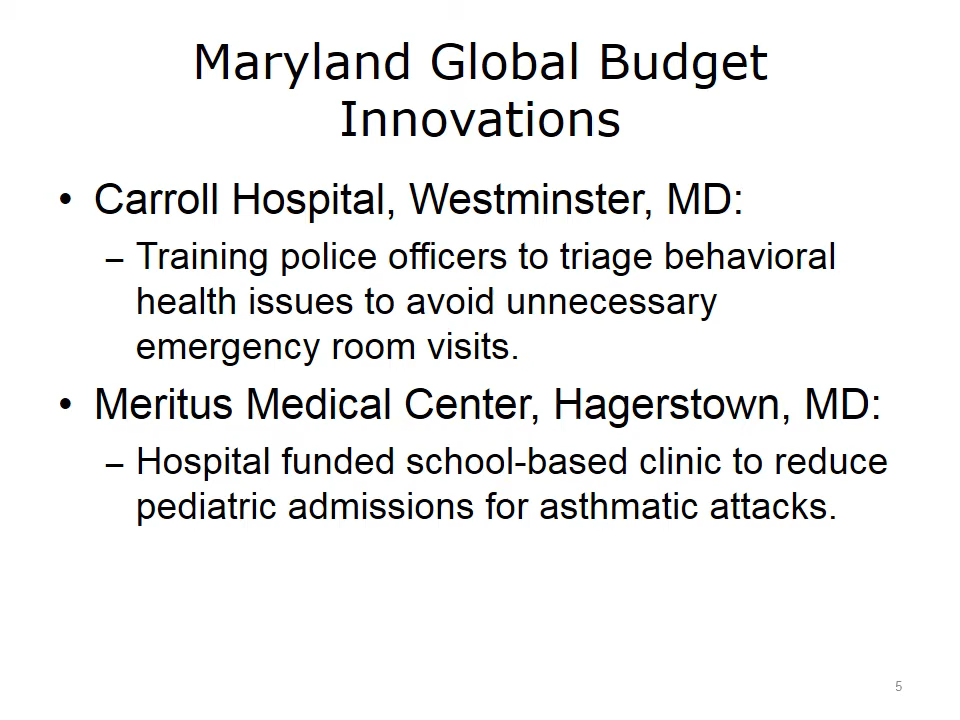 Maryland Global Budget
Innovations
• Carroll Hospital, Westminster, MD:
– Training police officers to triage behavioral
health issues to avoid unnecessary
emergency room visits.
• Meritus Medical Center, Hagerstown, MD:
– Hospital funded school-based clinic to reduce
pediatric admissions for asthmatic attacks.
5